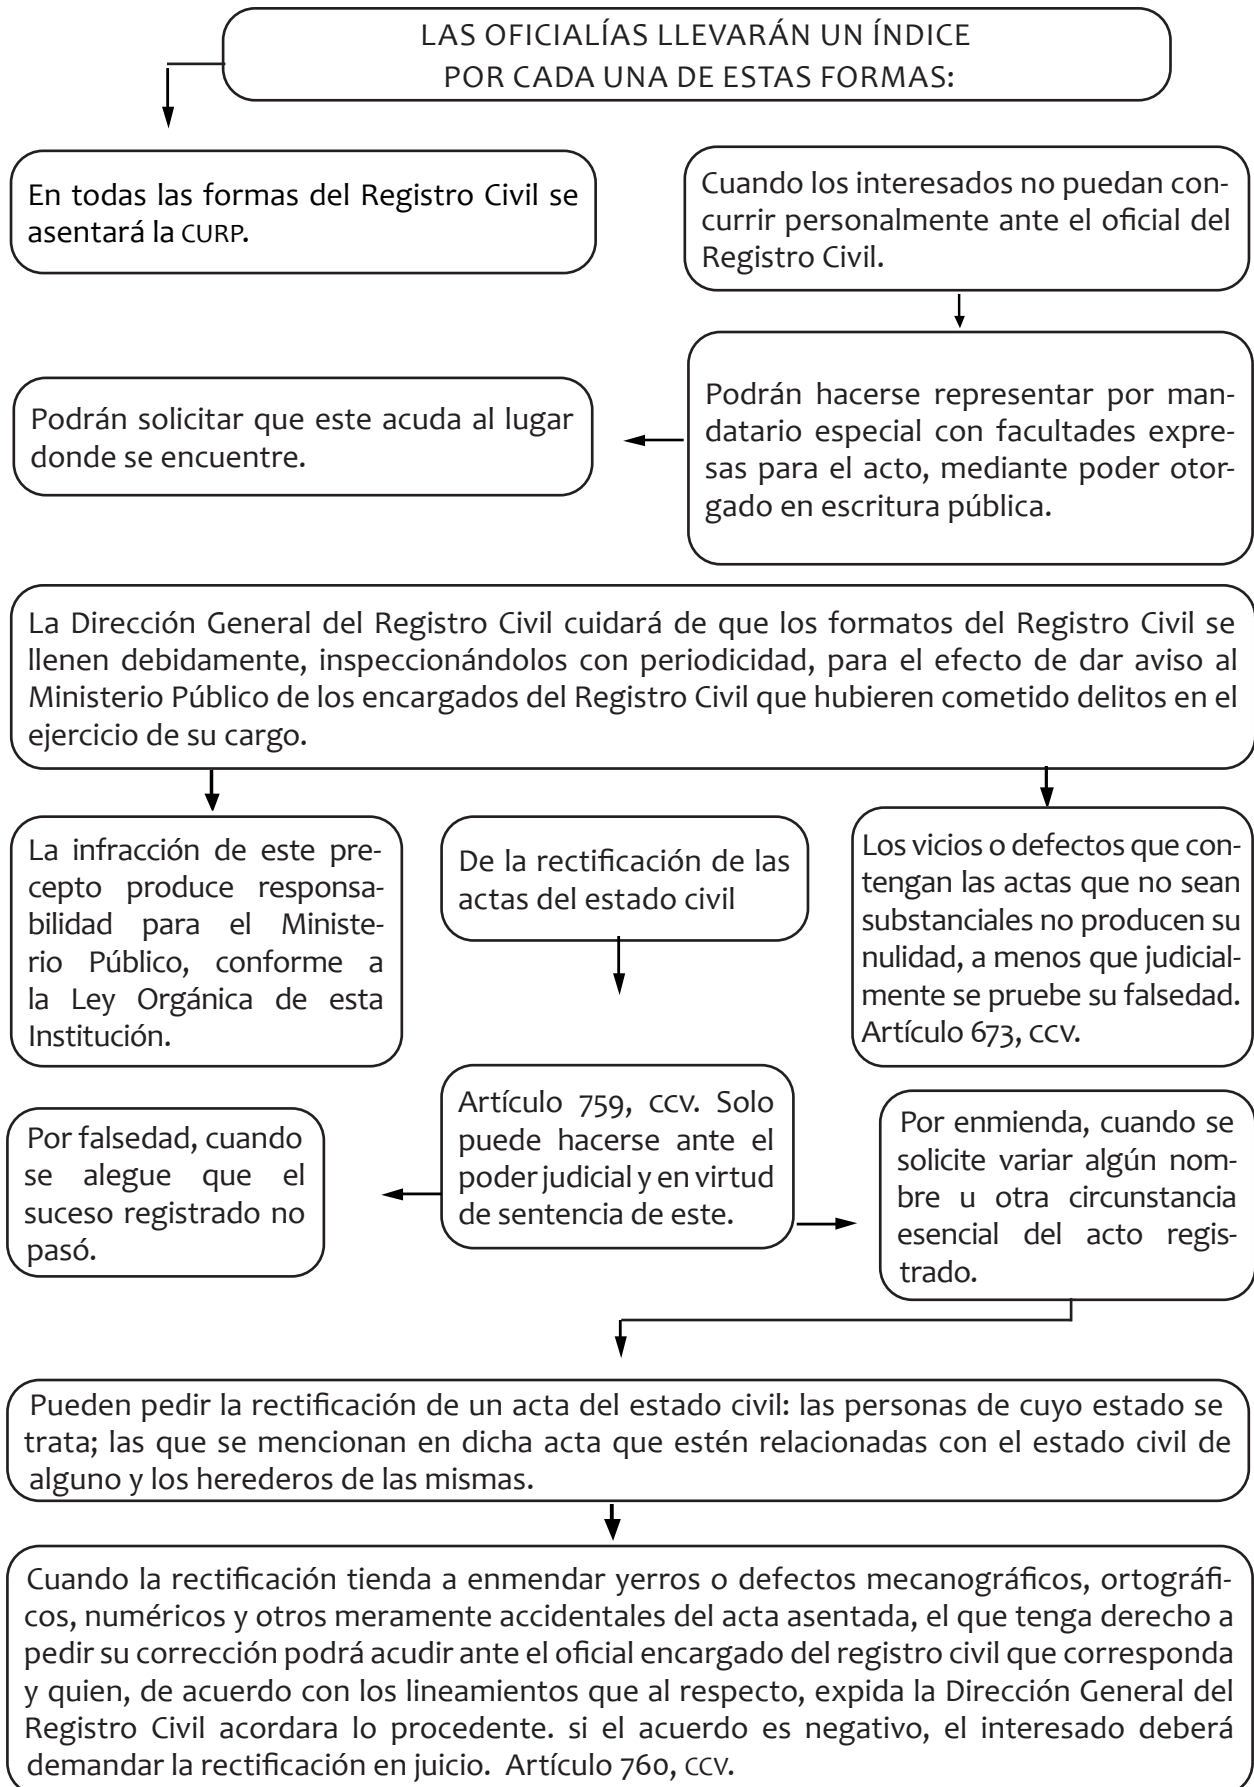 LAS OFICIALÍAS LLEVARÁN UN ÍNDICE
POR CADA UNA DE ESTAS FORMAS:
En todas las formas del Registro Civil se
asentará la CURP.
Cuando los interesados no puedan con-
currir personalmente ante el oficial del
Registro Civil.
Podrán hacerse representar por man-
datario especial con facultades expre-
sas para el acto, mediante poder otor-
gado en escritura pública.
Podrán solicitar que este acuda al lugar
donde se encuentre.
La Dirección General del Registro Civil cuidará de que los formatos del Registro Civil se
llenen debidamente, inspeccionándolos con periodicidad, para el efecto de dar aviso al
Ministerio Público de los encargados del Registro Civil que hubieren cometido delitos en el
ejercicio de su cargo.
La infracción de este pre-
cepto produce responsa-
bilidad para el Ministe-
rio Público, conforme a
la Ley Orgánica de esta
Institución.
De la rectificación de las
actas del estado civil
Los vicios o defectos que con-
tengan las actas que no sean
substanciales no producen su
nulidad, a menos que judicial-
mente se pruebe su falsedad.
Artículo 673, CCV.
Por falsedad, cuando
se alegue que el
suceso registrado no
pasó.
Artículo 759, CCV. Solo
puede hacerse ante el
poder judicial y en virtud
de sentencia de este.
Por enmienda, cuando se
solicite variar algún nom-
bre u otra circunstancia
esencial del acto regis-
trado.
Pueden pedir la rectificación de un acta del estado civil: las personas de cuyo estado se
trata; las que se mencionan en dicha acta que estén relacionadas con el estado civil de
alguno y los herederos de las mismas.
Cuando la rectificación tienda a enmendar yerros o defectos mecanográficos, ortográfi-
cos, numéricos y otros meramente accidentales del acta asentada, el que tenga derecho a
pedir su corrección podrá acudir ante el oficial encargado del registro civil que corresponda
y quien, de acuerdo con los lineamientos que al respecto, expida la Dirección General del
Registro Civil acordara lo procedente. si el acuerdo es negativo, el interesado deberá
demandar la rectificación en juicio. Artículo 760, CCV.